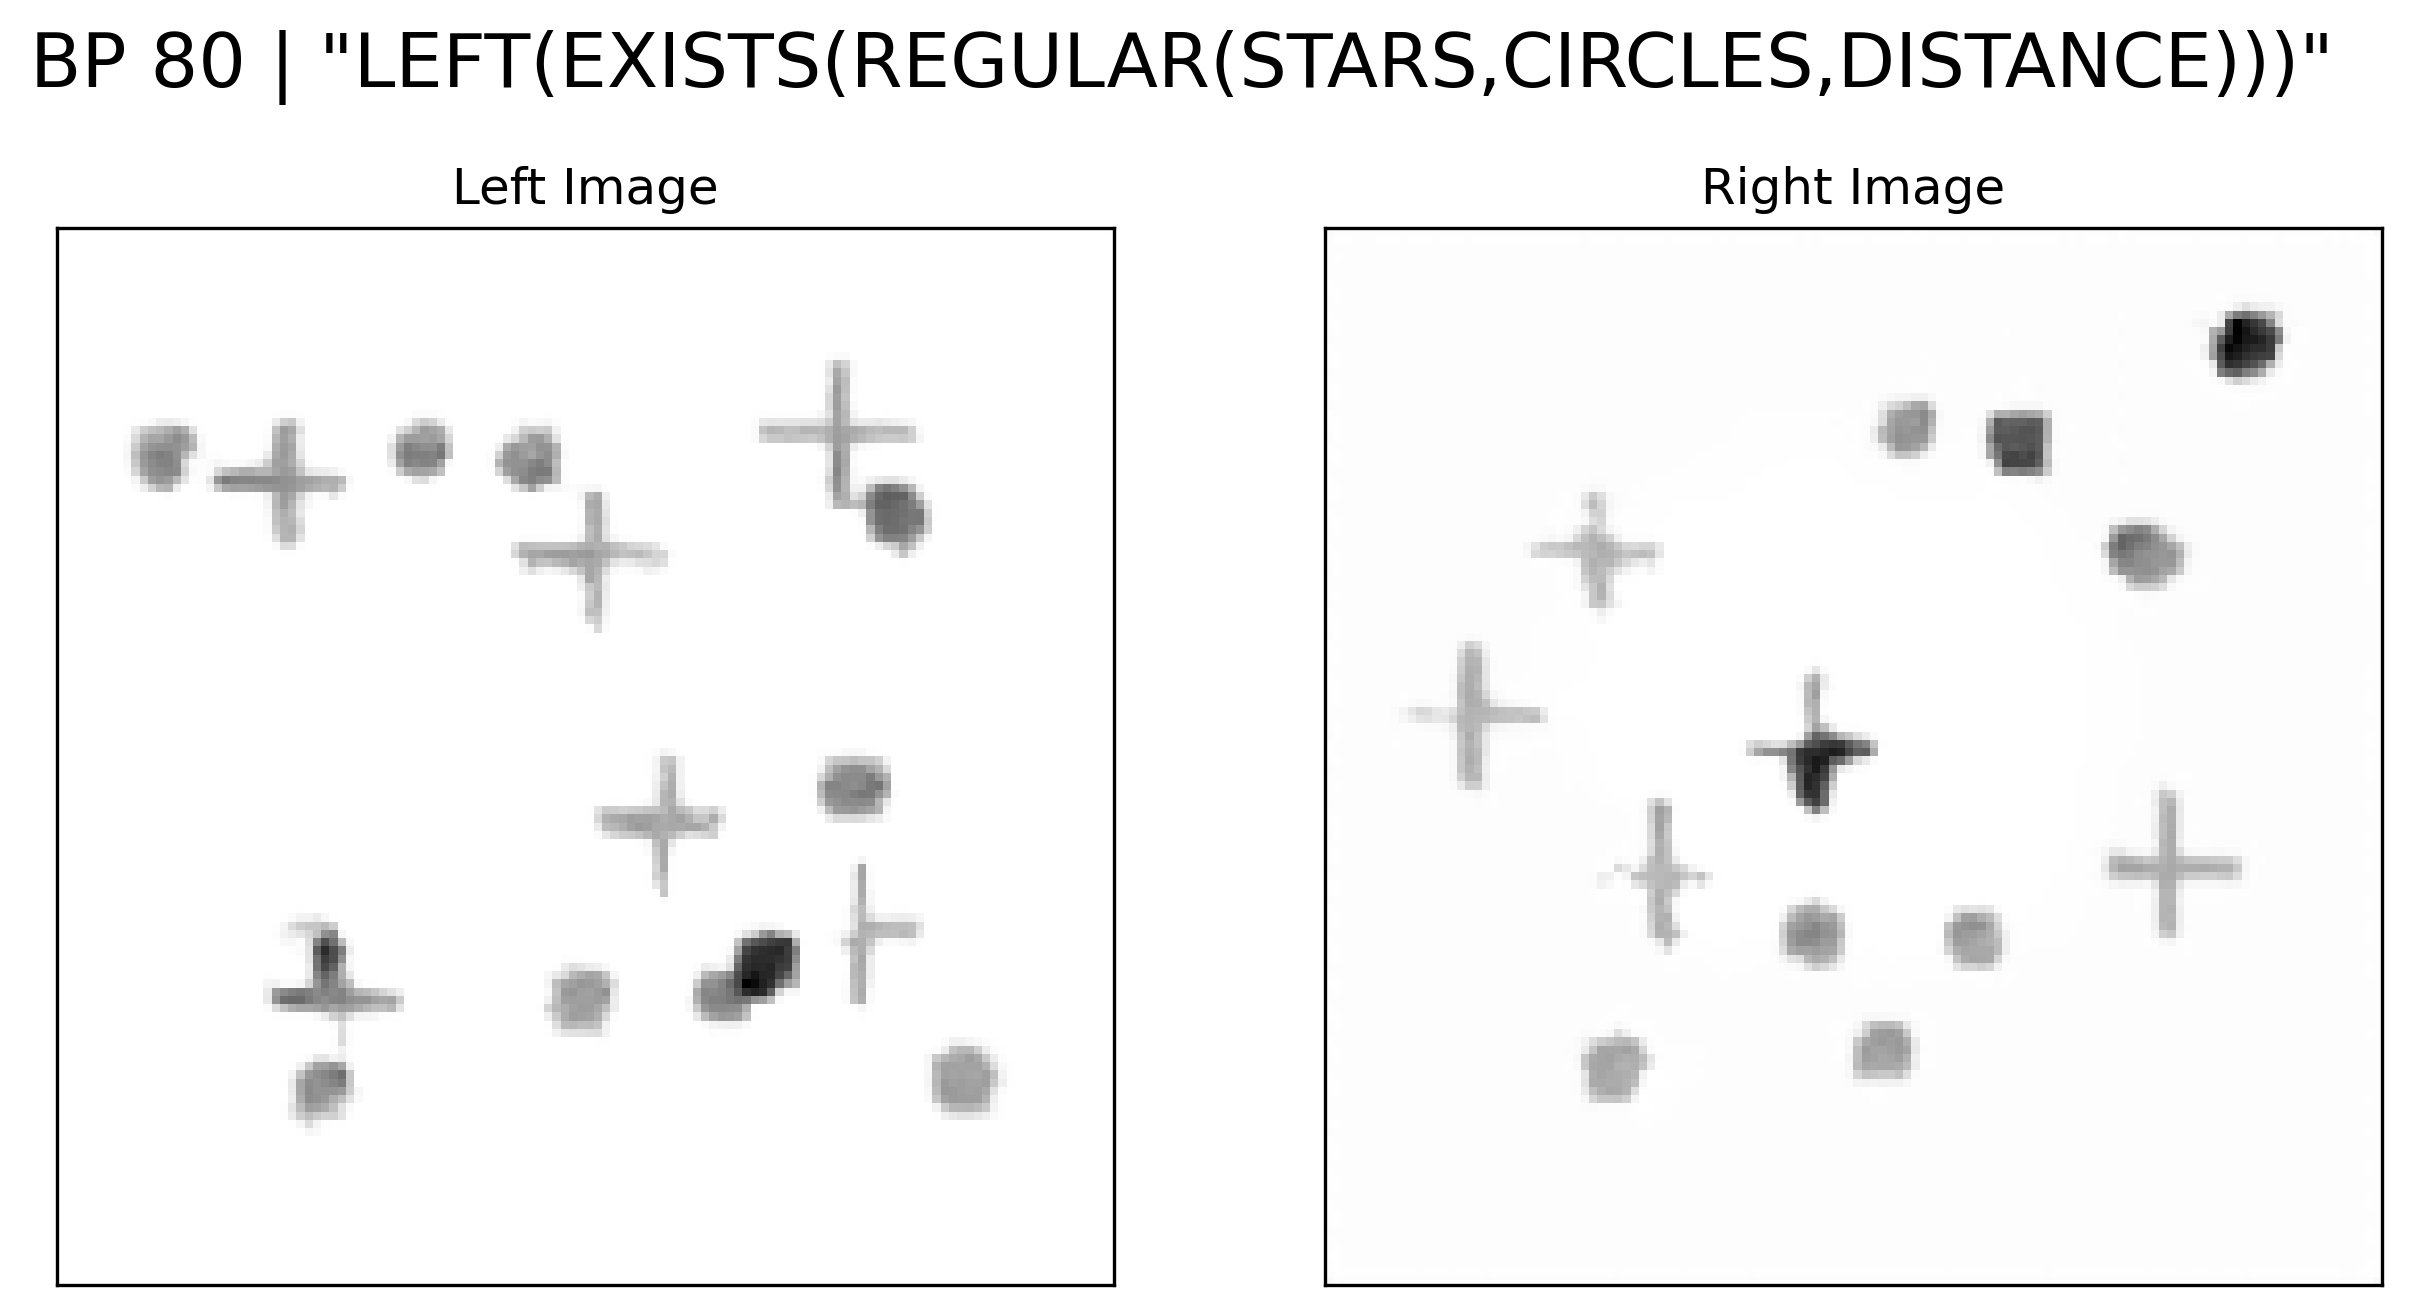 BP 80 | "LEFT(EXISTS(REGULAR(STARS,CIRCLES,DISTANCE)))"
Left Image
Right Image